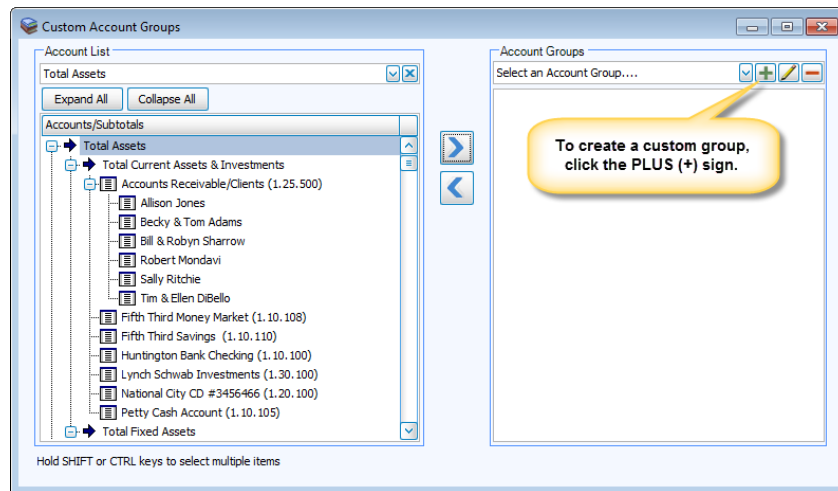 Custom Account Groups
Account List
Total Assets
Expand All Collapse All
Accounts/Subtotals
Total Assets
Total Current Assets & Investments
Accounts Receivable/Clients (1.25.500)
Allison Jones
Becky & Tom Adams
Bill & Robyn Sharrow
Robert Mondavi
Sally Ritchie
Tim & Ellen DiBello
Fifth Third Money Market (1.10.108)
Fifth Third Savings (1.10.110)
Huntington Bank Checking (1.10.100)
Lynch Schwab Investments (1.30.100)
National City CD #3456466 (1.20.100)
Petty Cash Account (1.10.105)
Total Fixed Assets
Hold SHIFT or CTRL keys to select multiple items
Account Groups
Select an Account Group....
To create a custom group,
click the PLUS (+) sign.